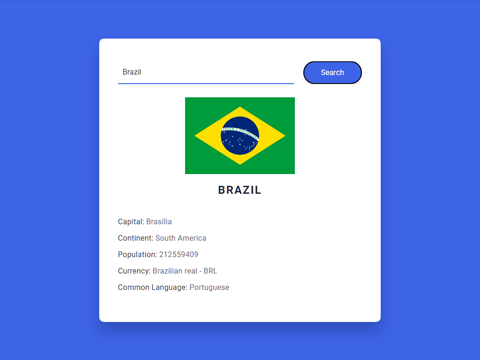 Brazil
Search
BRAZIL
Capital: Brasília
Continent: South America
Population: 212559409
Currency: Brazilian real - BRL
Common Language: Portuguese